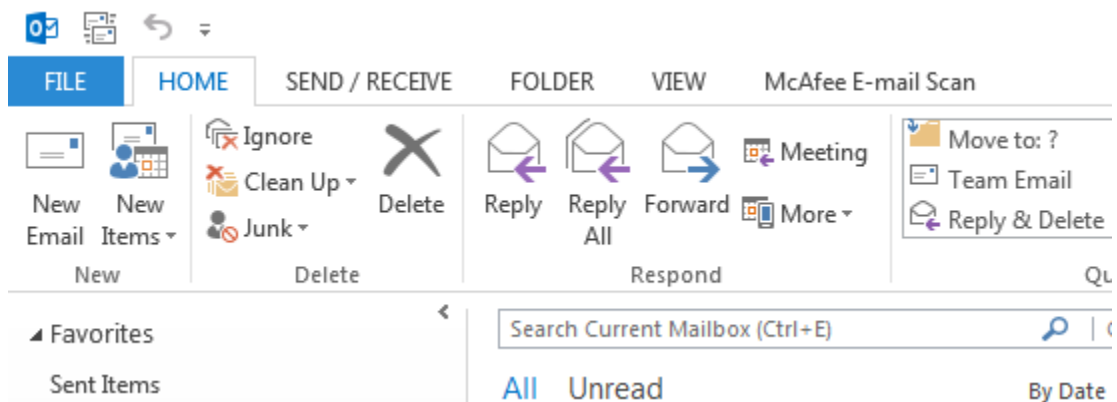 FILE HOME SEND / RECEIVE FOLDER VIEW McAfee E-mail Scan
New
Email
New
Items
Ignore
Clean Up
Junk
Delete
Reply
Reply
All
Forward
Meeting
More
Move to: ?
Team Email
Reply & Delete
New Delete Respond Qu
Favorites
Sent Items
Search Current Mailbox (Ctrl+E)
All Unread By Date